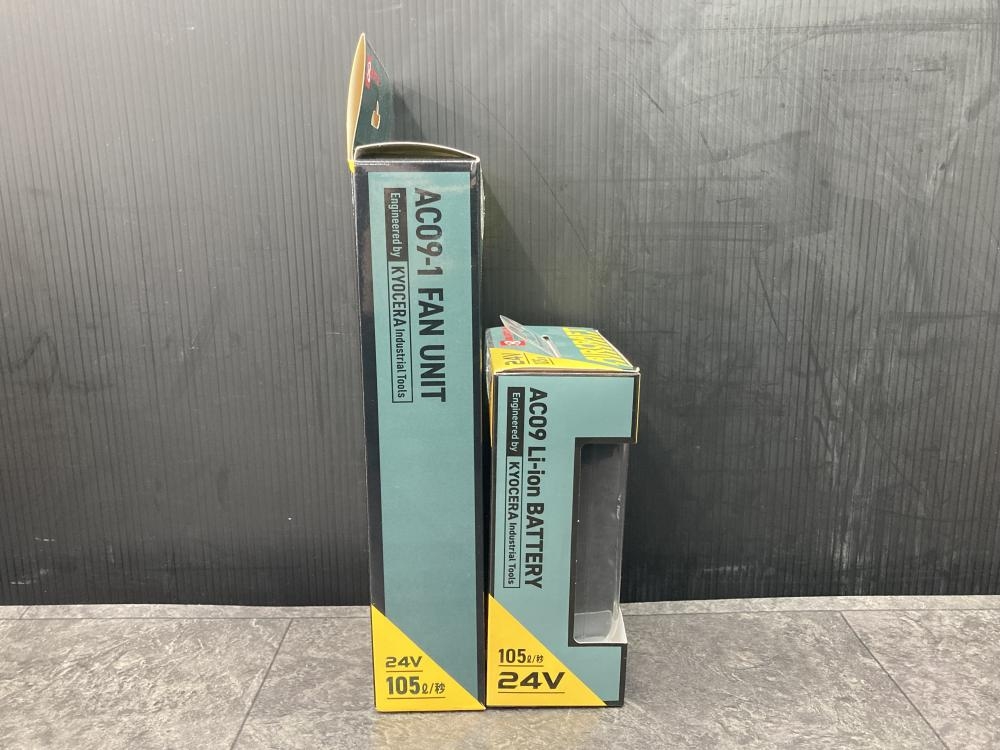 AC09-1 FAN UNIT
Engineered by KYOCERA Industrial Tools
24V
105ℓ/秒
24V
AC09 Li-ion BATTERY
Engineered by KYOCERA Industrial Tools
105ℓ/秒
24V